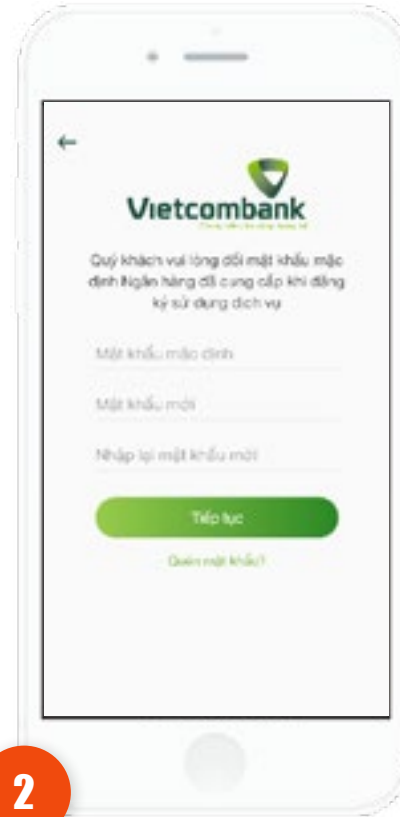 Vietcombank
Quý khách vui lòng đổi mật khẩu mặc
định Ngân hàng đã cung cấp khi đăng
ký sử dụng dịch vụ
Mật khẩu mặc định
Mật khẩu mới
Nhập lại mật khẩu mới
Tiếp tục
Quên mật khẩu?
2